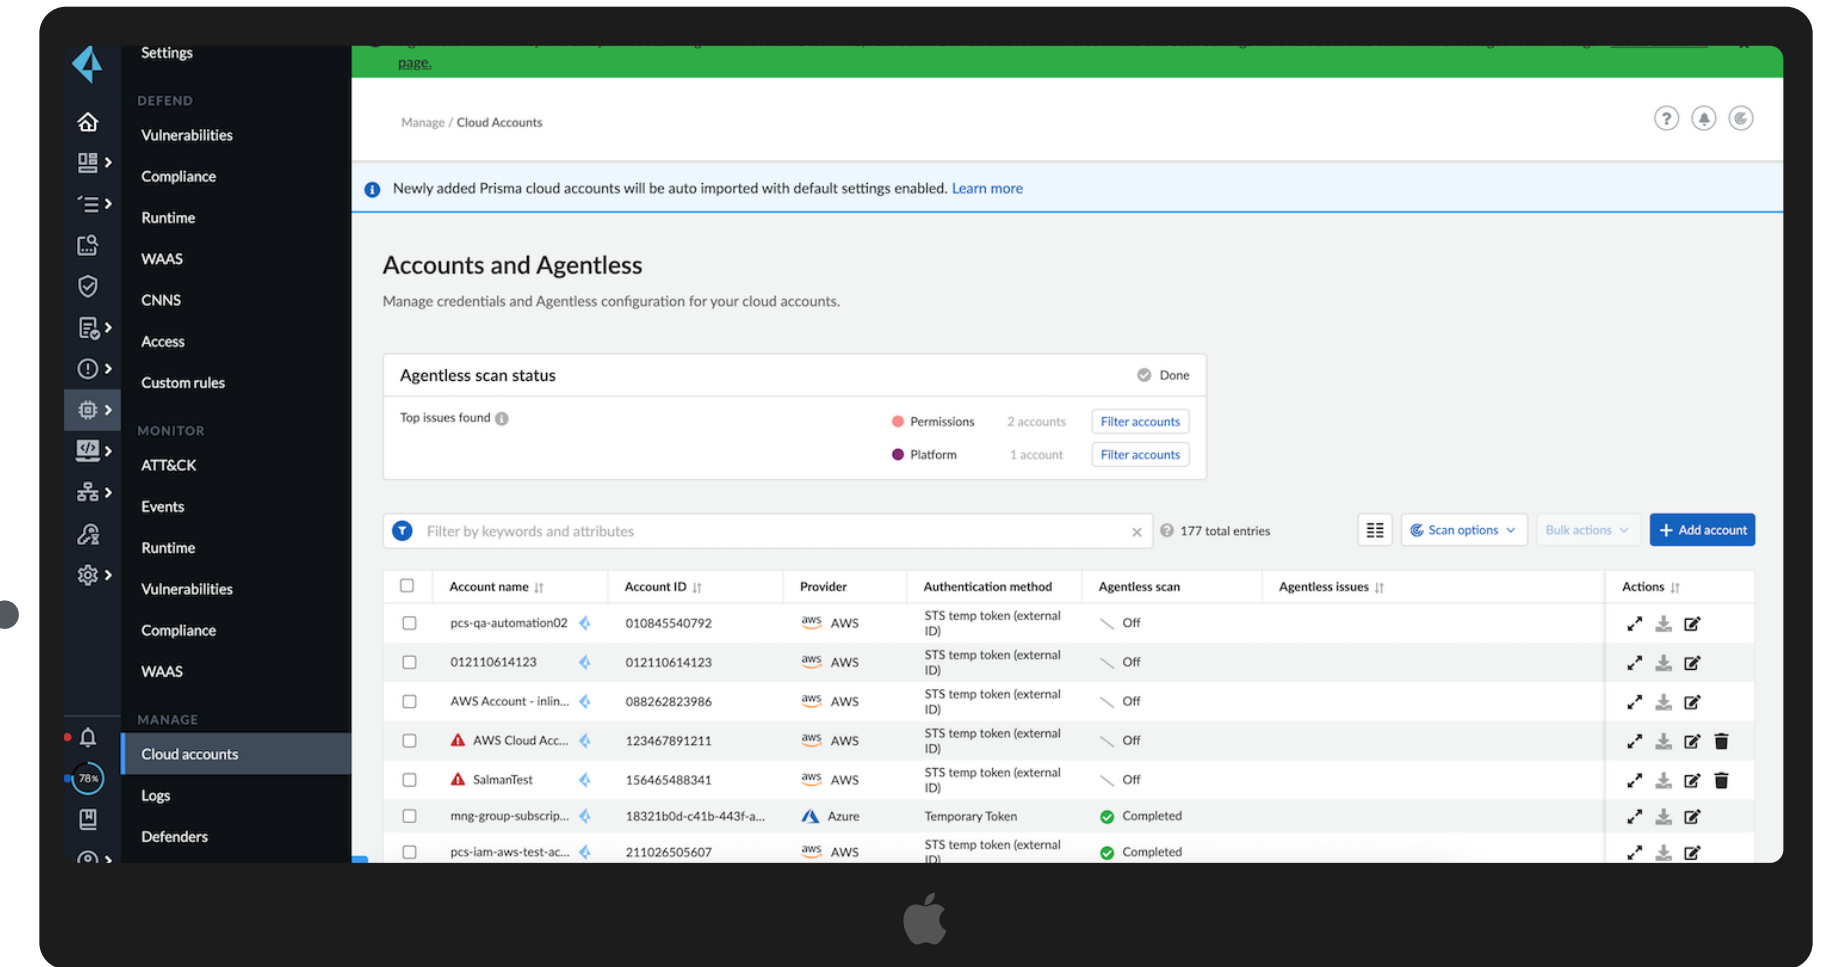 page.
Settings
DEFEND
Vulnerabilities
Compliance
Runtime
WAAS
CNNS
Access
Custom rules
MONITOR
ATT&CK
Events
Runtime
Vulnerabilities
Compliance
WAAS
MANAGE
Cloud accounts
Logs
Defenders
78%
Manage / Cloud Accounts
Newly added Prisma cloud accounts will be auto imported with default settings enabled. Learn more
Accounts and Agentless
Manage credentials and Agentless configuration for your cloud accounts.
Agentless scan status
Done
Top issues found
Permissions 2 accounts Filter accounts
Platform 1 account Filter accounts
Filter by keywords and attributes
177 total entries
Scan options
Bulk actions
+ Add account
Account name Account ID Provider Authentication method Agentless scan Agentless issues Actions
pcs-qa-automation02 010845540792 aws AWS STS temp token (external ID) Off
012110614123 012110614123 aws AWS STS temp token (external ID) Off
AWS Account - inlin... 088262823986 aws AWS STS temp token (external ID) Off
AWS Cloud Acc... 123467891211 aws AWS STS temp token (external ID) Off
SalmanTest 156465488341 aws AWS STS temp token (external ID) Off
mng-group-subscrip... 18321b0d-c41b-443f-a... Azure Temporary Token Completed
pcs-iam-aws-test-ac... 211026505607 aws AWS STS temp token (external ID) Completed